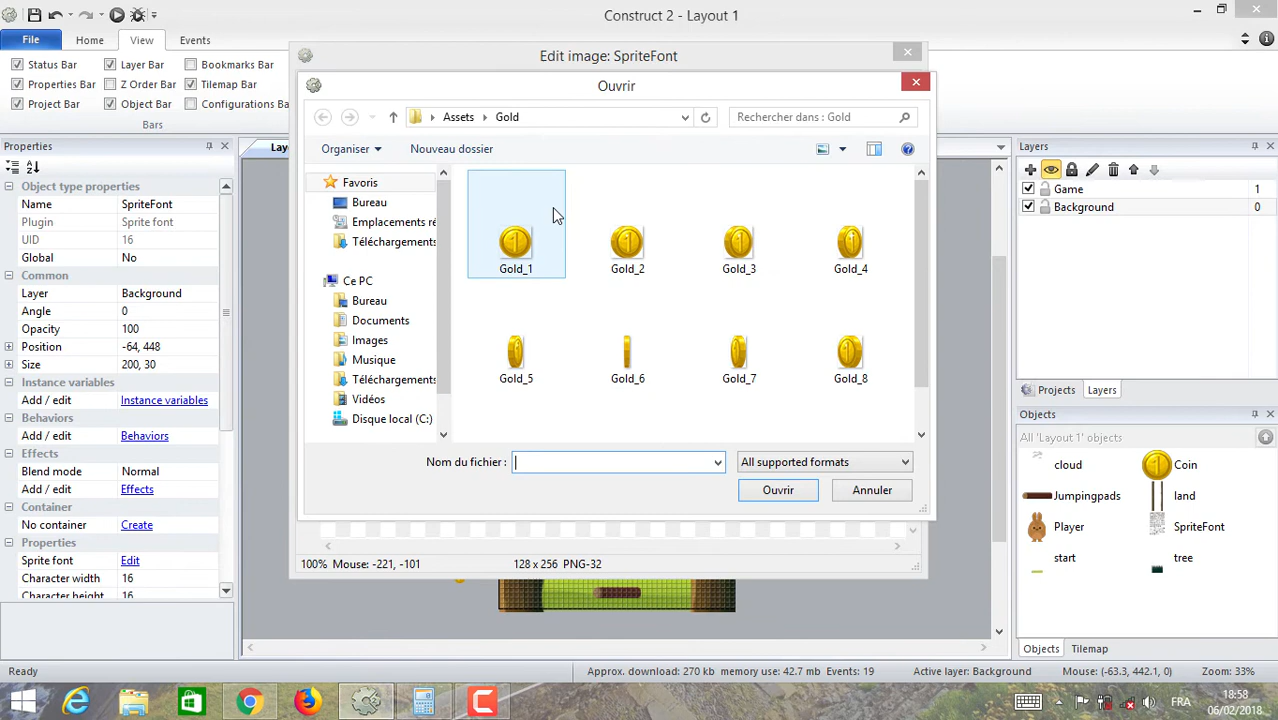 Construct 2 - Layout 1
File Home View Events
Status Bar Layer Bar Bookmarks Bar
Properties Bar Z Order Bar Tilemap Bar
Project Bar Object Bar Configurations Bar
Bars
Edit image: SpriteFont
Ouvrir
Assets Gold
Rechercher dans : Gold
Organiser Nouveau dossier
Favoris
Bureau
Emplacements ré
Téléchargements
Ce PC
Bureau
Documents
Images
Musique
Téléchargements
Vidéos
Disque local (C:)
Gold_1 Gold_2 Gold_3 Gold_4
Gold_5 Gold_6 Gold_7 Gold_8
Nom du fichier : All supported formats
Ouvrir Annuler
100% Mouse: -221, -101 128 x 256 PNG-32
Properties
Object type properties
Name SpriteFont
Plugin Sprite font
UID 16
Global No
Common
Layer Background
Angle 0
Opacity 100
Position -64, 448
Size 200, 30
Instance variables
Add / edit Instance variables
Behaviors
Add / edit Behaviors
Effects
Blend mode Normal
Add / edit Effects
Container
No container Create
Properties
Sprite font Edit
Character width 16
Character height 16
Lay
Layers
Game 1
Background 0
Projects Layers
Objects
All 'Layout 1' objects
cloud Coin
Jumpingpads land
Player SpriteFont
start tree
Objects Tilemap
Ready Approx. download: 270 kb memory use: 42.7 mb Events: 19 Active layer: Background Mouse: (-63.3, 442.1, 0) Zoom: 33%
FRA
18:58
06/02/2018